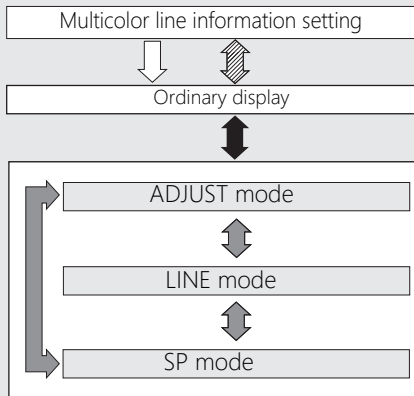 Multicolor line information setting
Ordinary display
ADJUST mode
LINE mode
SP mode